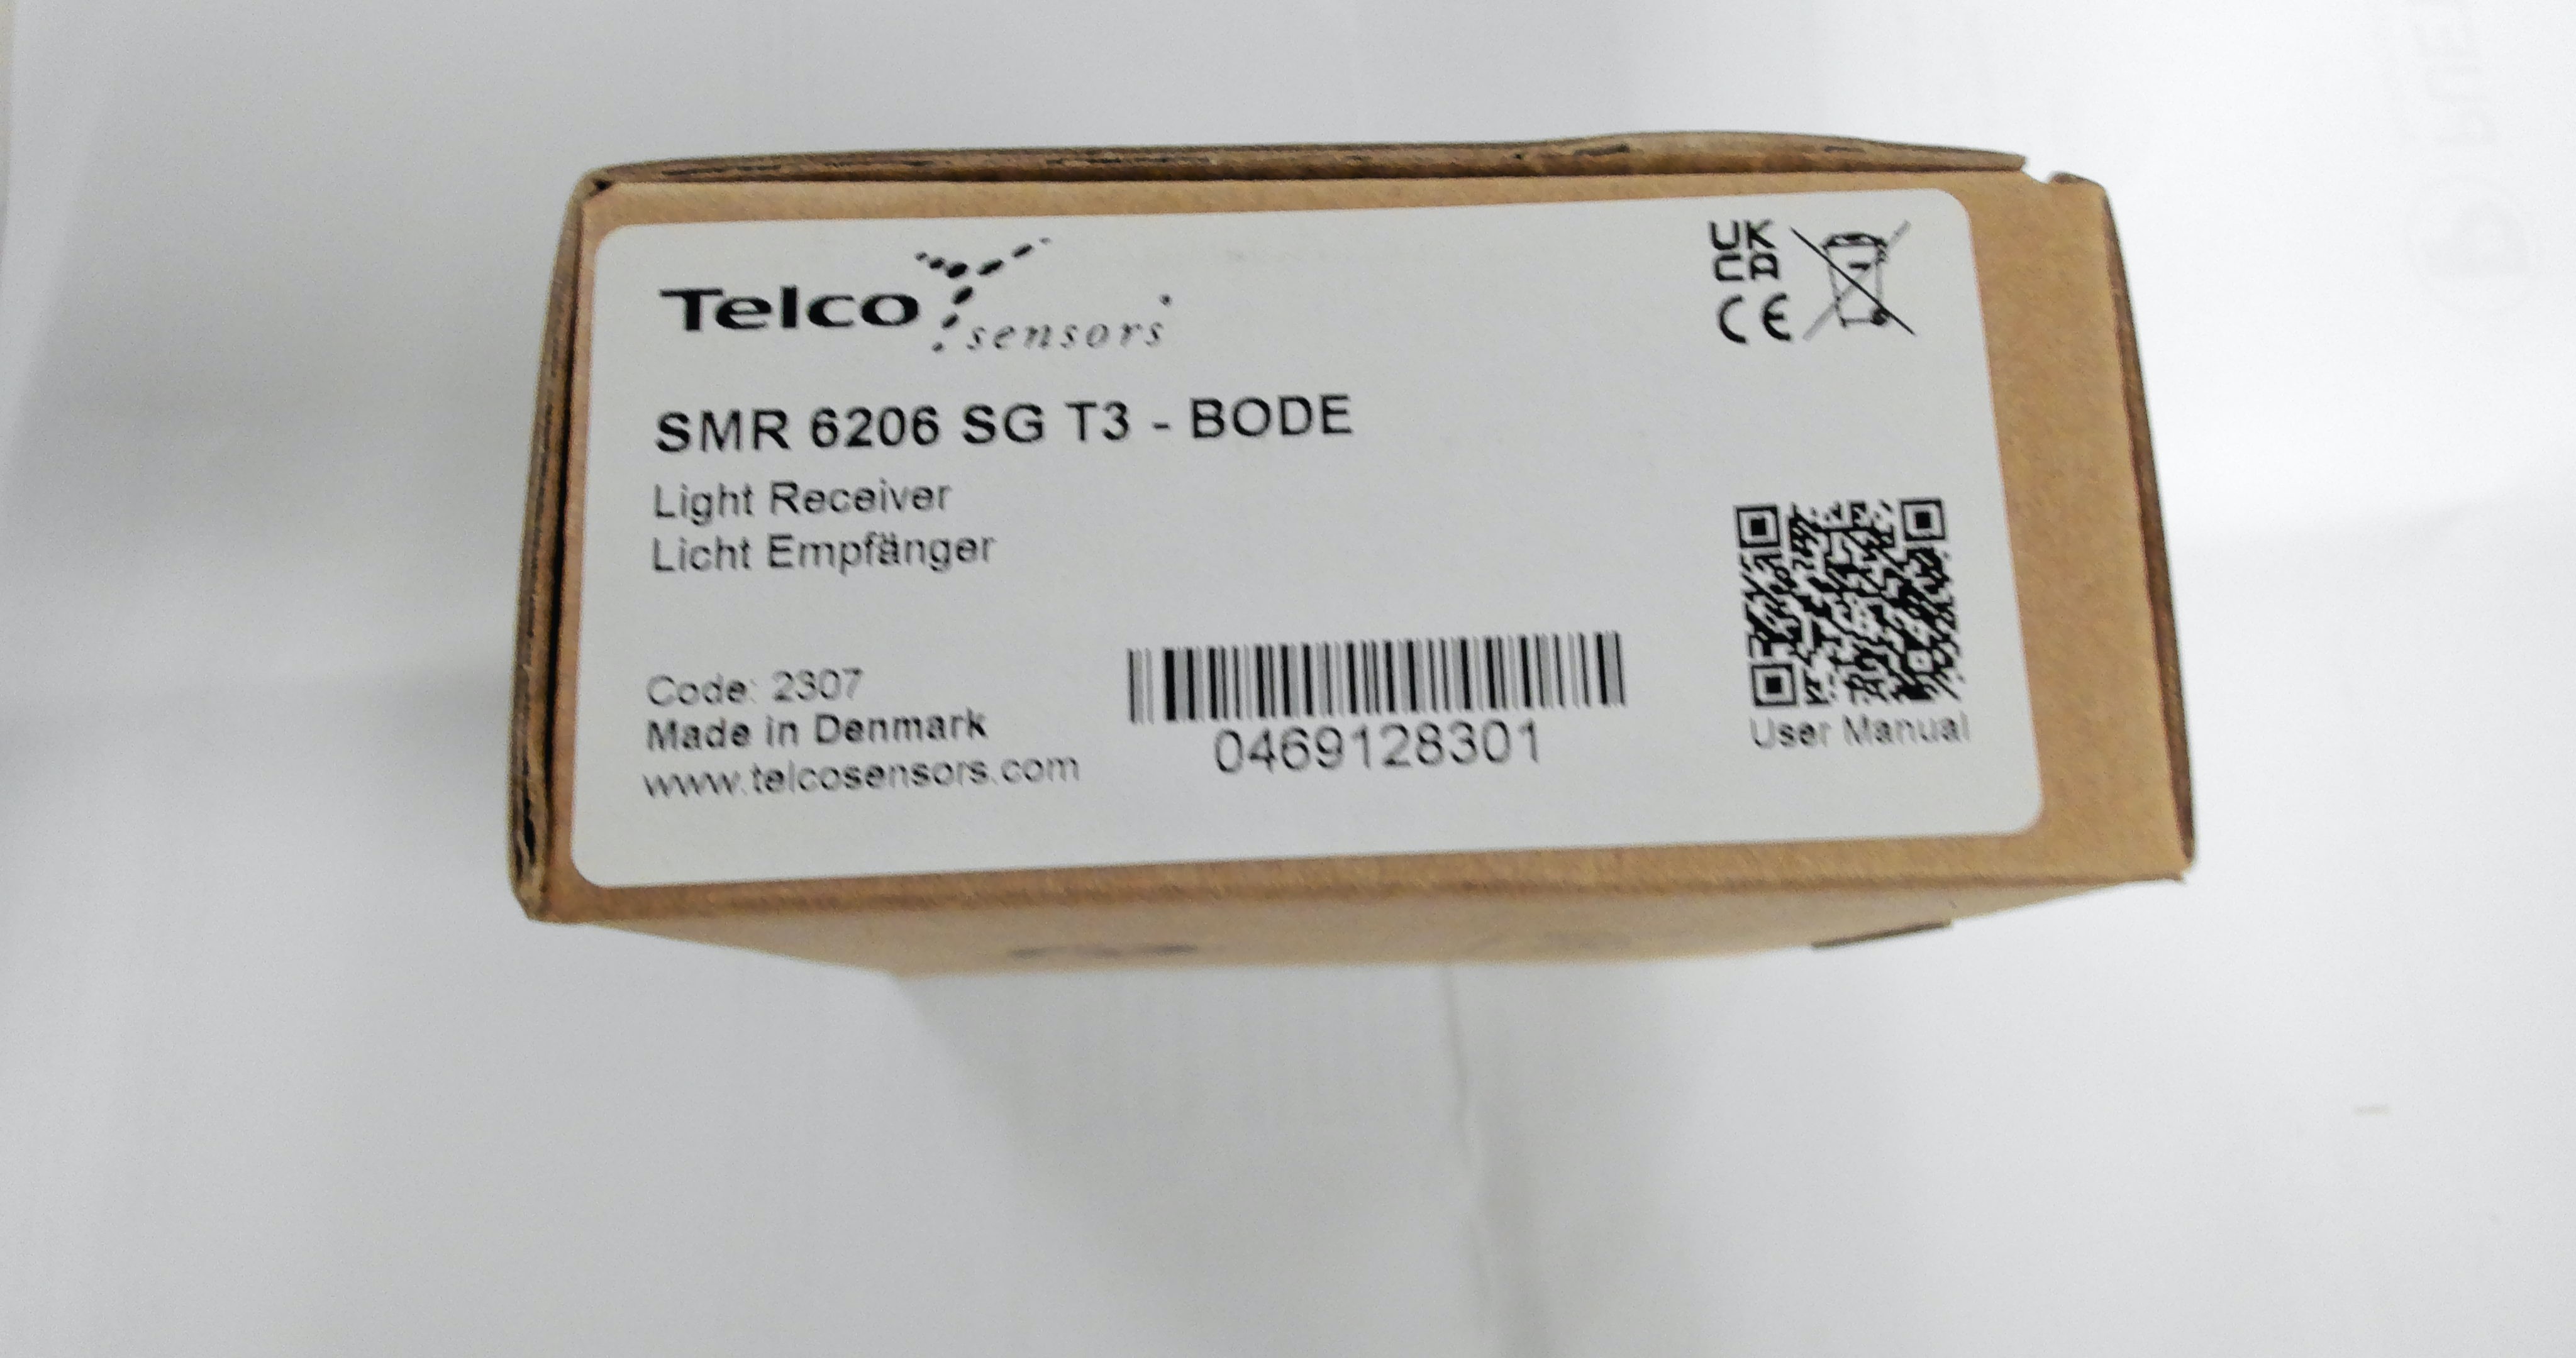 Telco
sensors
UK
CA
CE
SMR 6206 SG T3 - BODE
Light Receiver
Licht Empfänger
Code: 2307
Made in Denmark
www.telcosensors.com
0469128301
User Manual